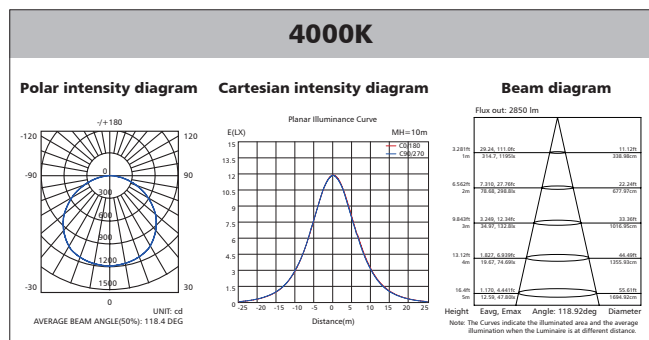 4000K
Polar intensity diagram
Cartesian intensity diagram
Beam diagram
-/+180
-120
120
-90
90
-30
30
0
0
300
600
900
1200
1500
UNIT: cd
AVERAGE BEAM ANGLE(50%): 118.4 DEG
Planar Illuminance Curve
E(LX)
MH=10m
C0/180
C90/270
15
13.5
12
10.5
9
7.5
6
4.5
3
1.5
0
-25 -20 -15 -10 -5 0 5 10 15 20 25
Distance(m)
Flux out: 2850 lm
3.281ft 29.24, 111.0fc 11.12ft
1m 314.7, 1195lx 338.98cm
6.562ft 7.310, 27.76fc 22.24ft
2m 78.68, 298.8lx 677.97cm
9.843ft 3.249, 12.34fc 33.36ft
3m 34.97, 132.8lx 1016.95cm
13.12ft 1.827, 6.939fc 44.49ft
4m 19.67, 74.69lx 1355.93cm
16.4ft 1.170, 4.441fc 55.61ft
5m 12.59, 47.80lx 1694.92cm
Height Eavg, Emax Angle: 118.92deg Diameter
Note: The Curves indicate the illuminated area and the average
illumination when the Luminaire is at different distance.